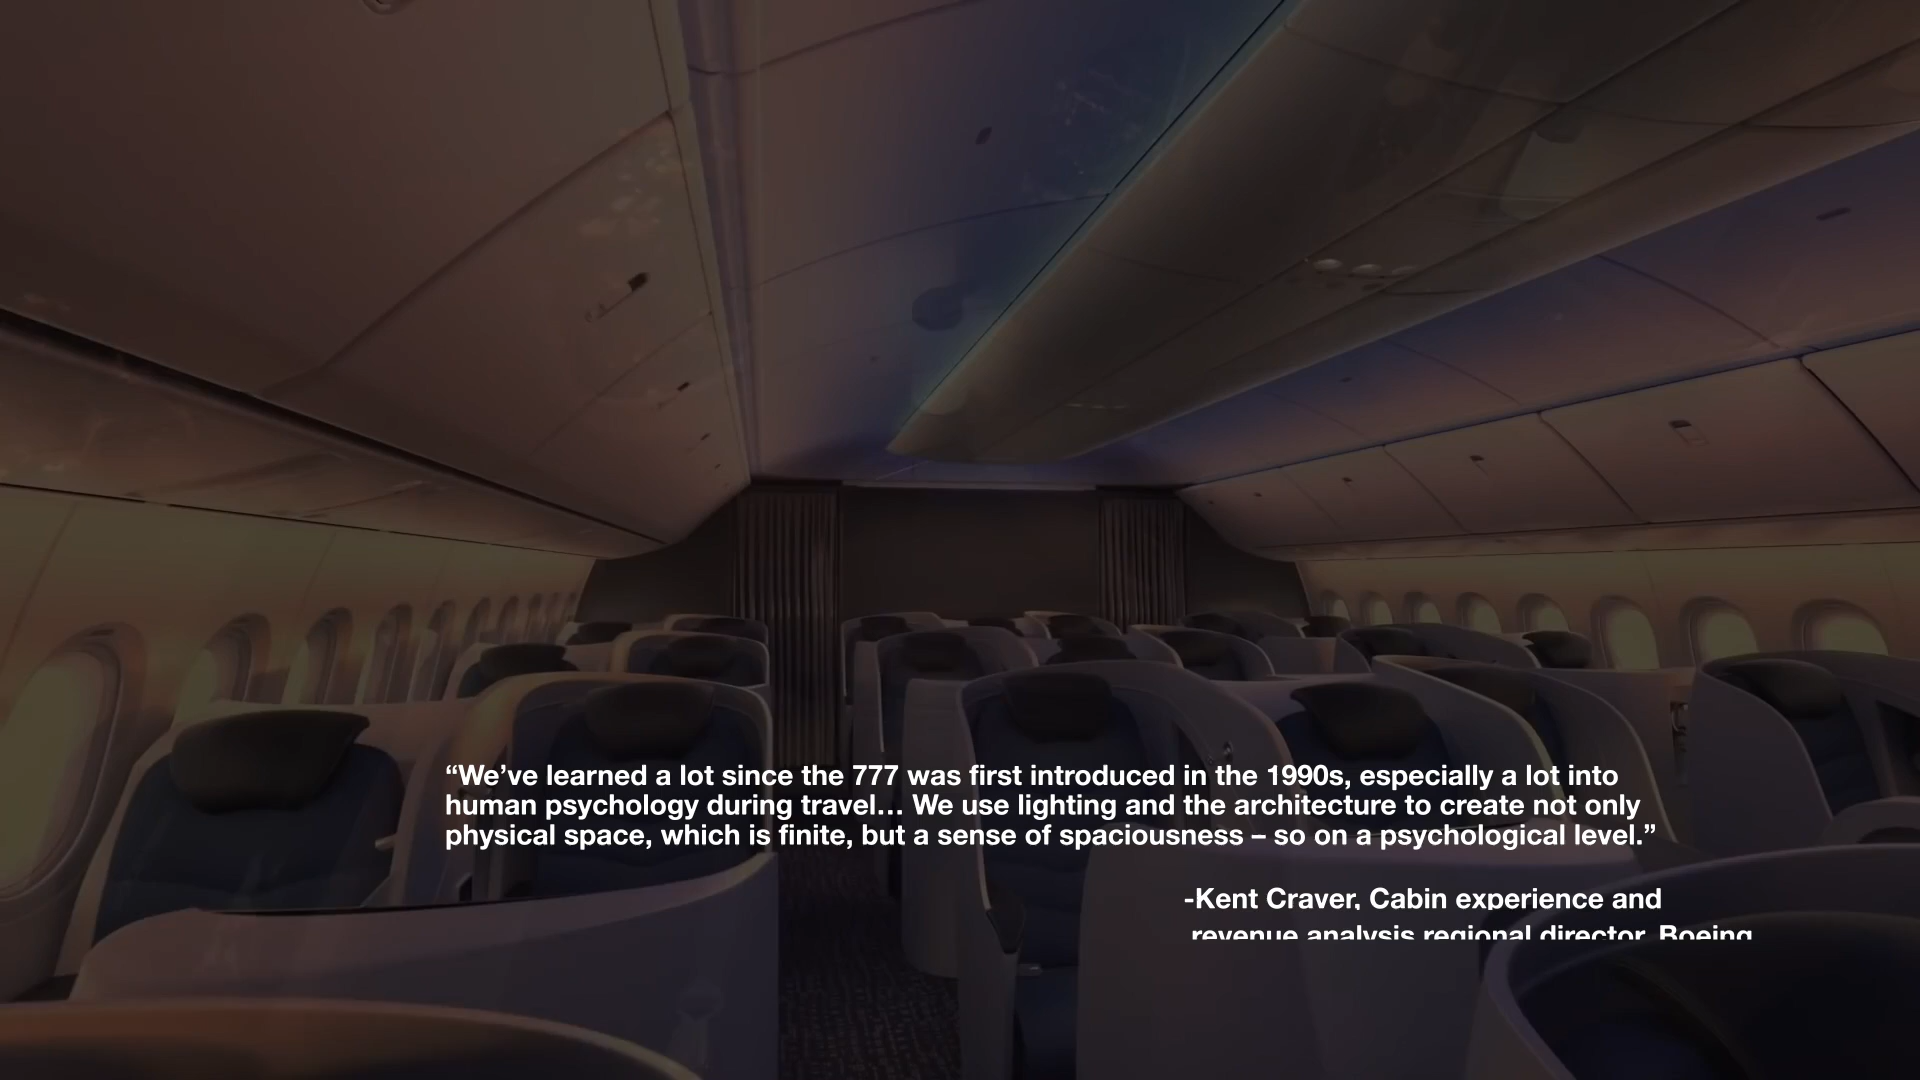 “We’ve learned a lot since the 777 was first introduced in the 1990s, especially a lot into
human psychology during travel… We use lighting and the architecture to create not only
physical space, which is finite, but a sense of spaciousness – so on a psychological level.”
-Kent Craver, Cabin experience and
revenue analysis regional director, Boeing